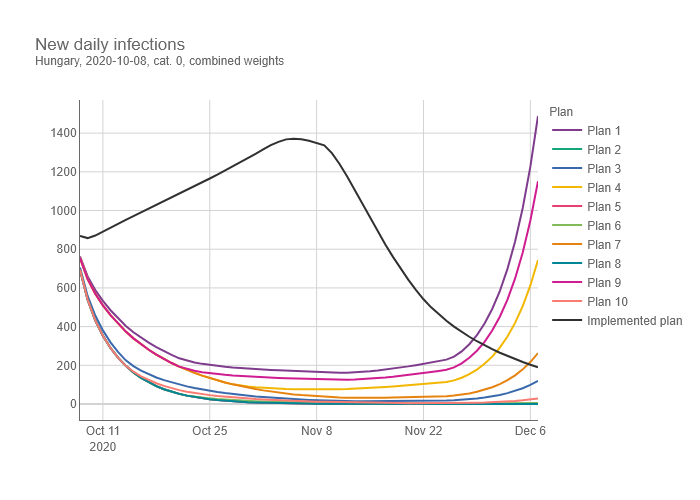 New daily infections
Hungary, 2020-10-08, cat. 0, combined weights
Plan
Plan 1
Plan 2
Plan 3
Plan 4
Plan 5
Plan 6
Plan 7
Plan 8
Plan 9
Plan 10
Implemented plan
1400
1200
1000
800
600
400
200
0
Oct 11
2020
Oct 25
Nov 8
Nov 22
Dec 6